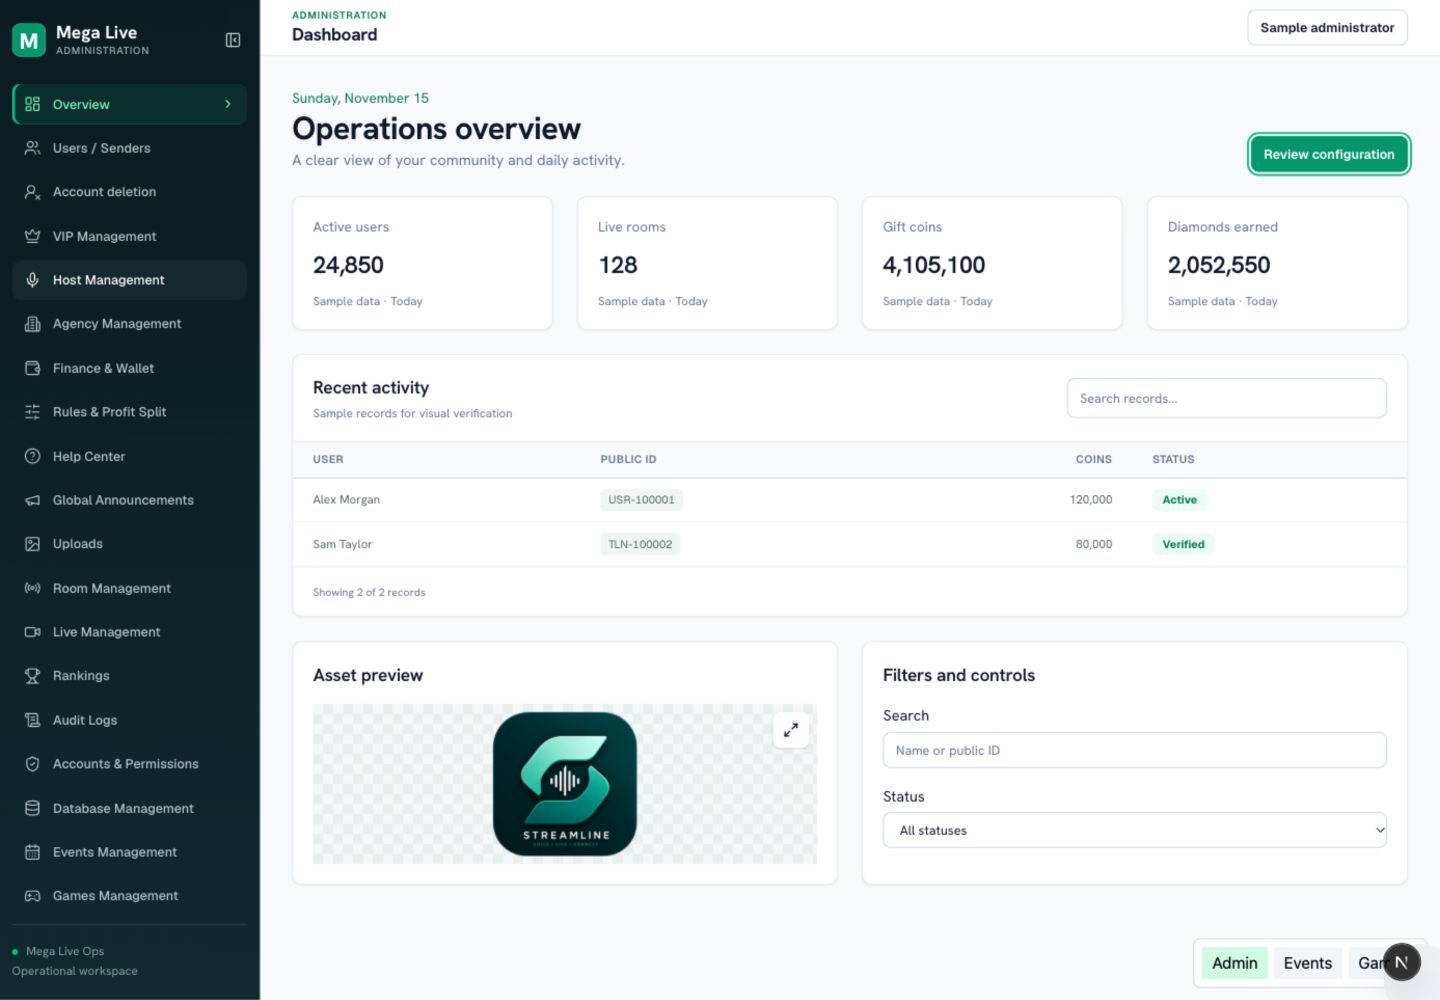 M
Mega Live
ADMINISTRATION
Overview
Users / Senders
Account deletion
VIP Management
Host Management
Agency Management
Finance & Wallet
Rules & Profit Split
Help Center
Global Announcements
Uploads
Room Management
Live Management
Rankings
Audit Logs
Accounts & Permissions
Database Management
Events Management
Games Management
Mega Live Ops
Operational workspace
ADMINISTRATION
Dashboard
Sample administrator
Sunday, November 15
Operations overview
A clear view of your community and daily activity.
Review configuration
Active users
24,850
Sample data · Today
Live rooms
128
Sample data · Today
Gift coins
4,105,100
Sample data · Today
Diamonds earned
2,052,550
Sample data · Today
Recent activity
Sample records for visual verification
Search records...
USER PUBLIC ID COINS STATUS
Alex Morgan USR-100001 120,000 Active
Sam Taylor TLN-100002 80,000 Verified
Showing 2 of 2 records
Asset preview
STREAMLINE
VOICE • LIVE • CONNECT
Filters and controls
Search
Name or public ID
Status
All statuses
Admin Events Gam
N